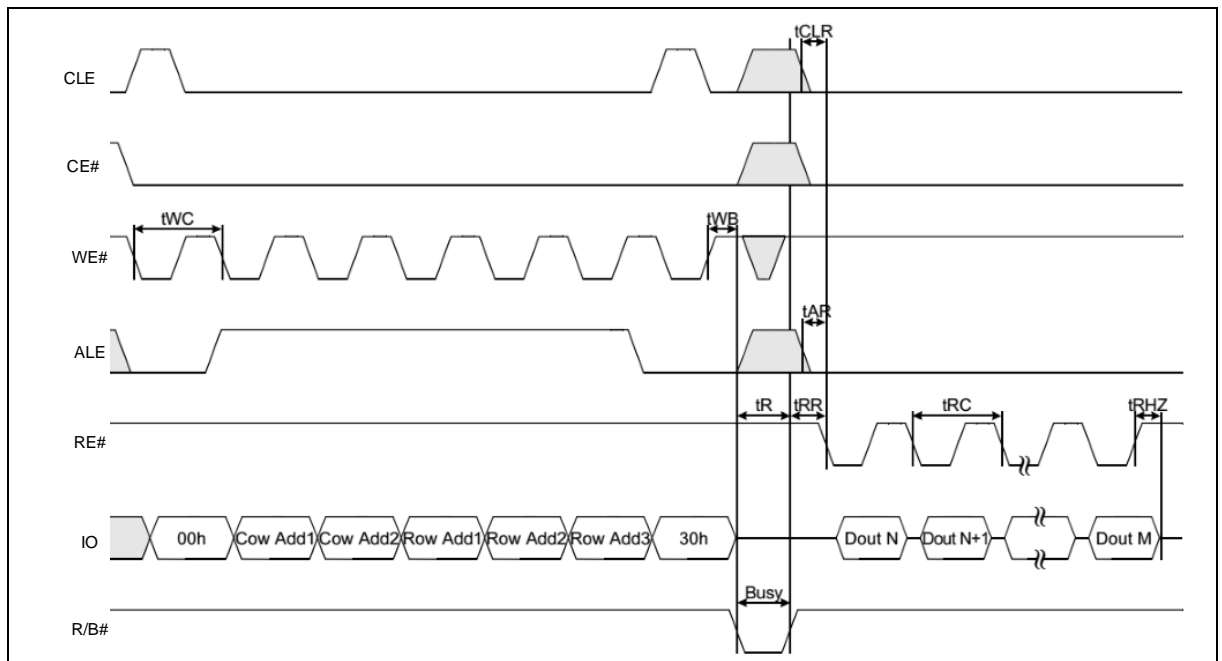 tCLR
CLE
CE#
tWC
tWB
WE#
tAR
ALE
tR
tRR
tRC
tRHZ
RE#
IO
00h
Cow Add1
Cow Add2
Row Add1
Row Add2
Row Add3
30h
Dout N
Dout N+1
Dout M
Busy
R/B#